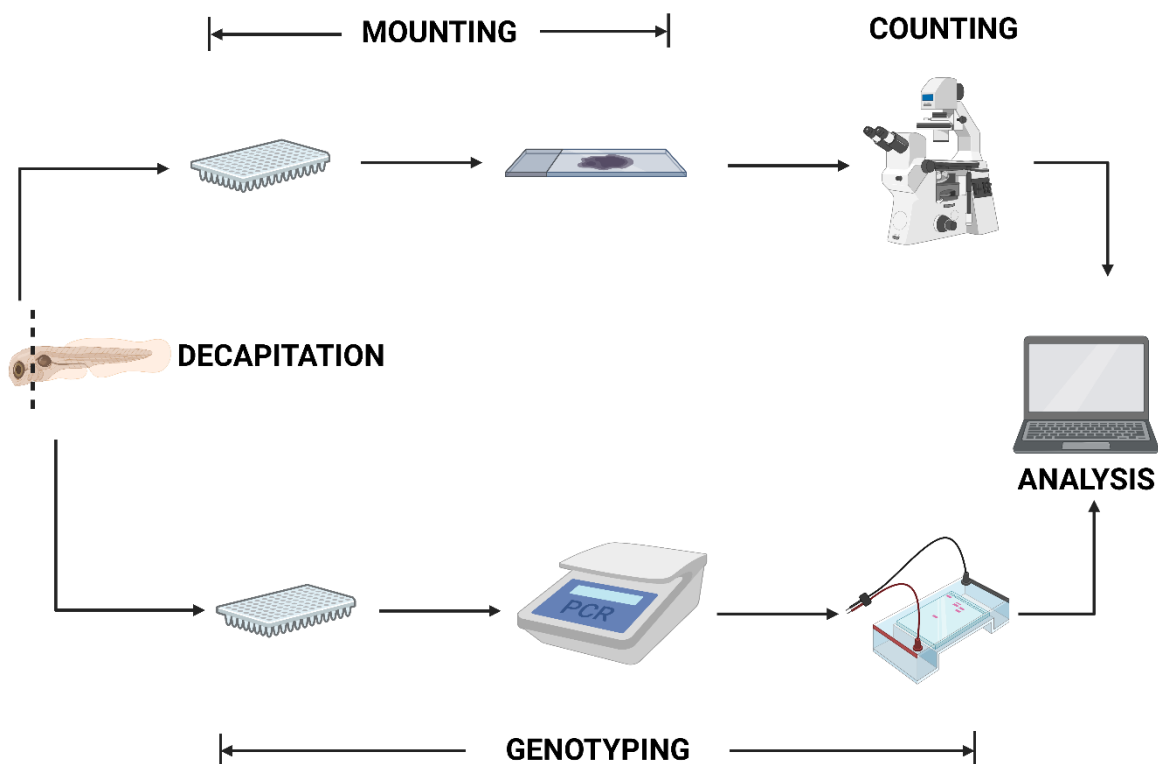 MOUNTING
COUNTING
DECAPITATION
ANALYSIS
PCR
GENOTYPING